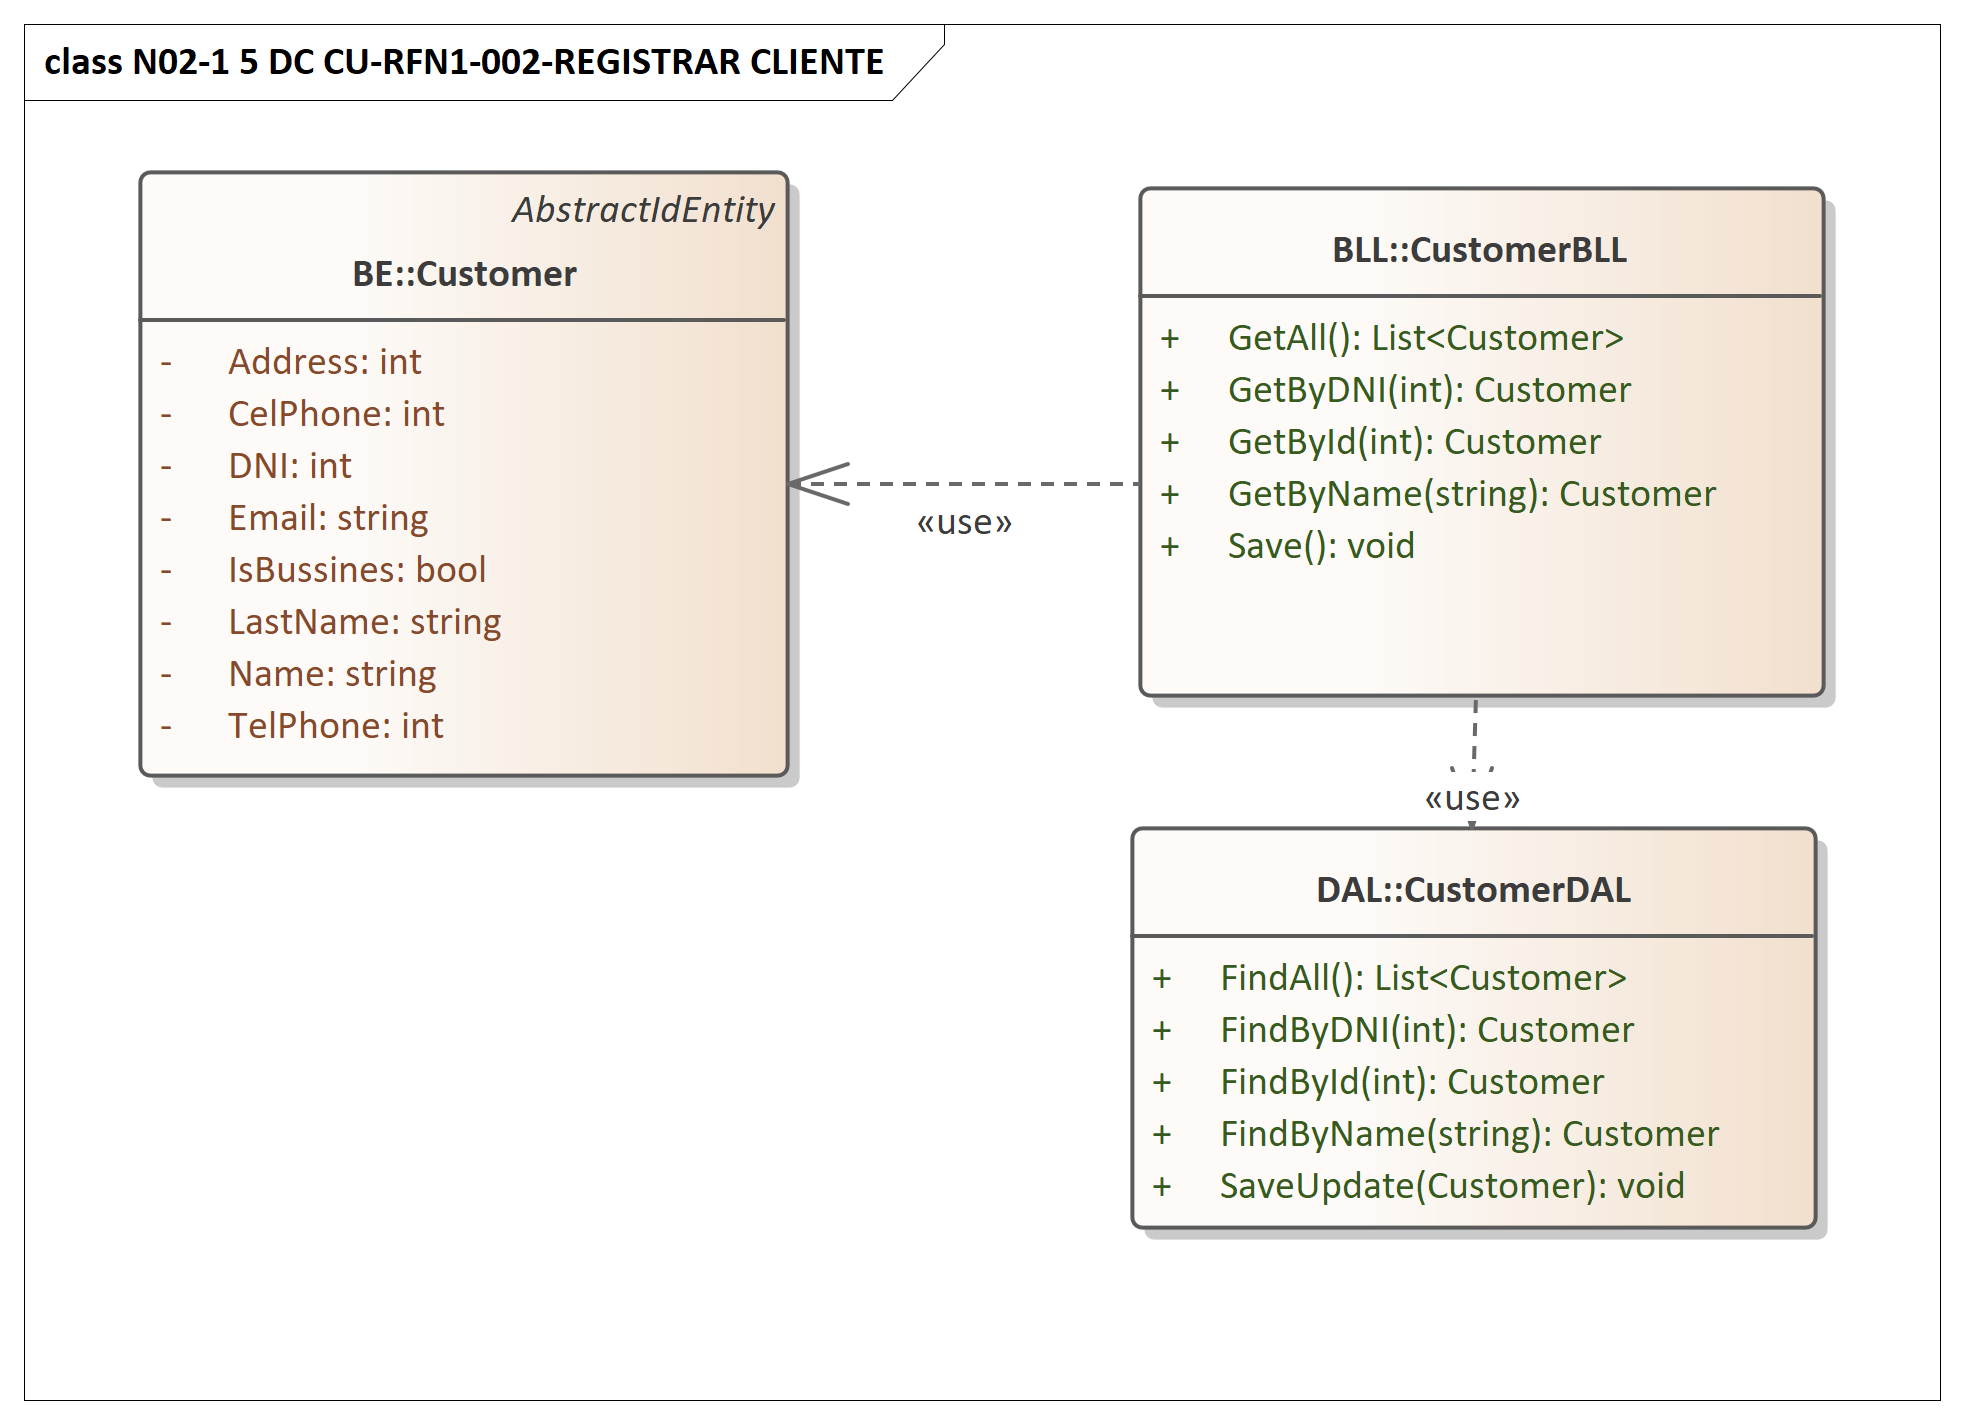 class N02-1 5 DC CU-RFN1-002-REGISTRAR CLIENTE
AbstractIdEntity
BE::Customer
- Address: int
- CelPhone: int
- DNI: int
- Email: string
- IsBussines: bool
- LastName: string
- Name: string
- TelPhone: int
«use»
BLL::CustomerBLL
+ GetAll(): List<Customer>
+ GetByDNI(int): Customer
+ GetById(int): Customer
+ GetByName(string): Customer
+ Save(): void
«use»
DAL::CustomerDAL
+ FindAll(): List<Customer>
+ FindByDNI(int): Customer
+ FindById(int): Customer
+ FindByName(string): Customer
+ SaveUpdate(Customer): void